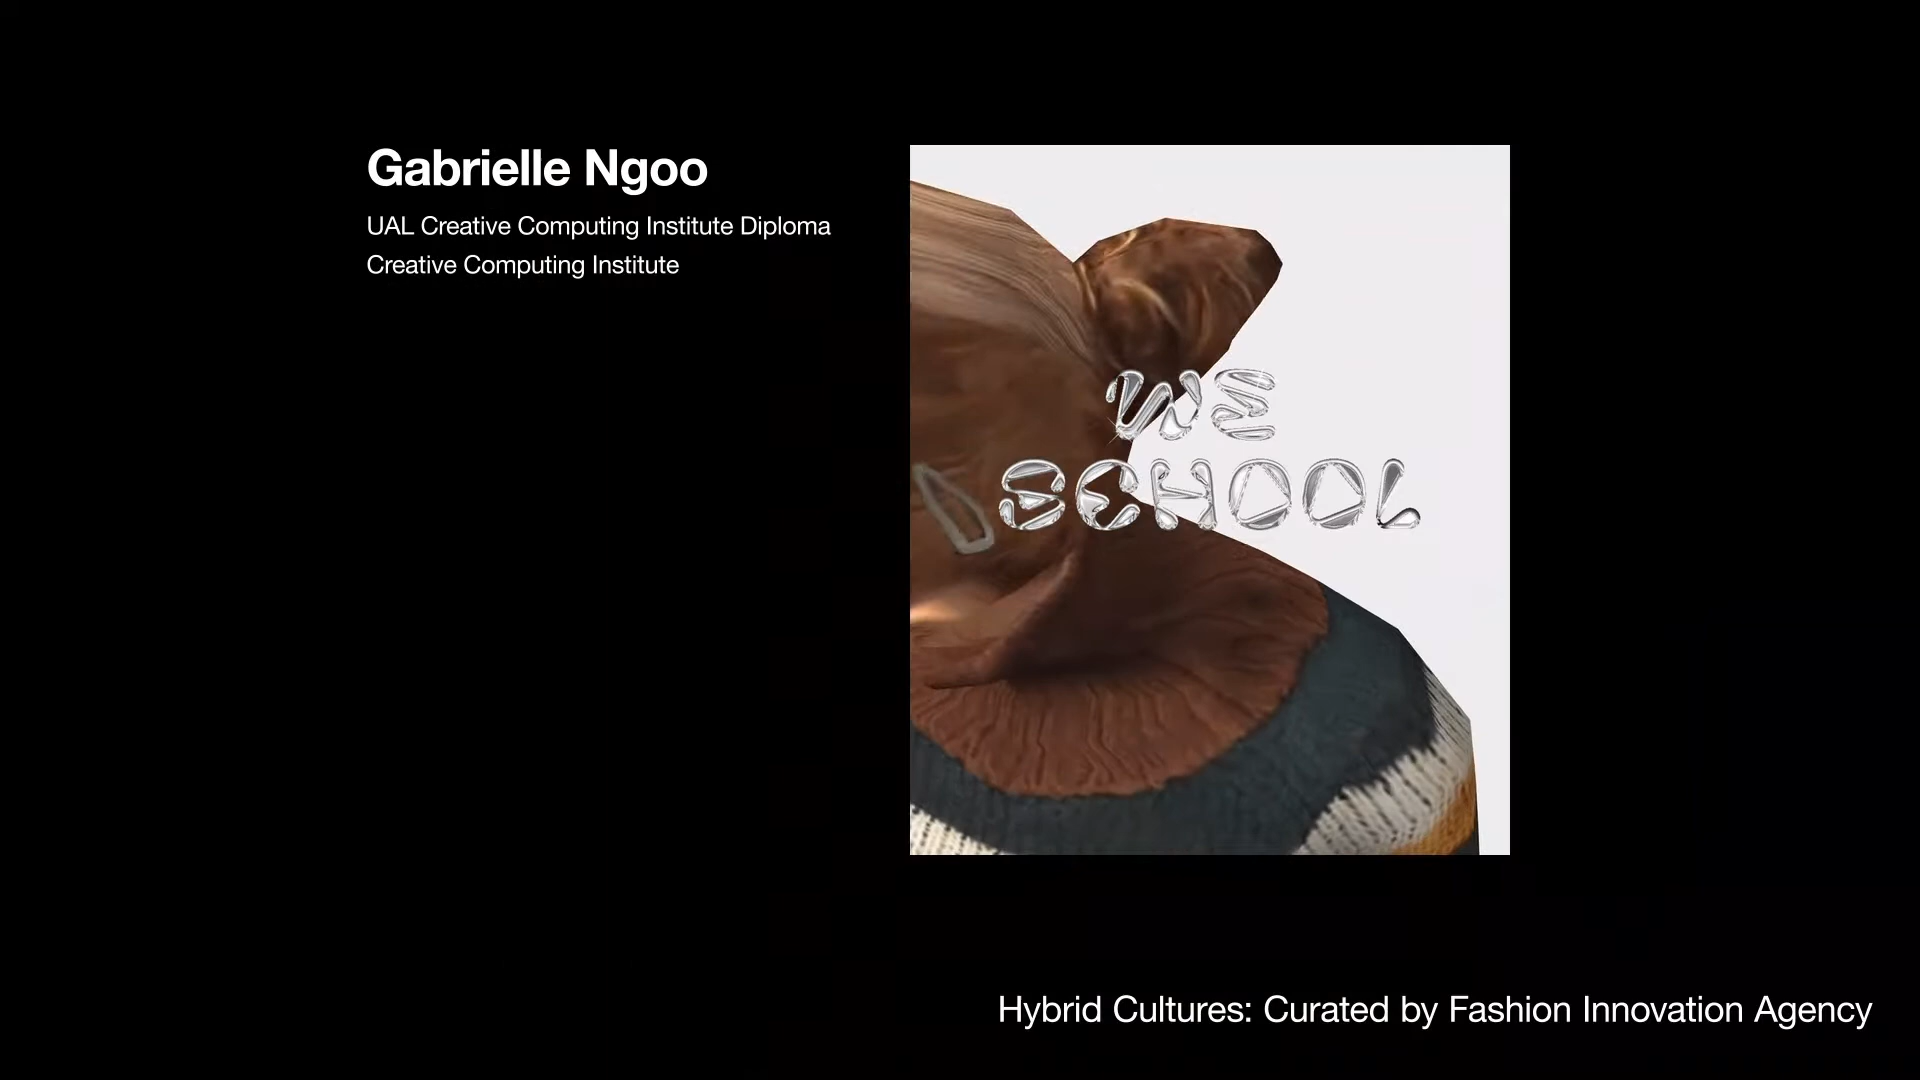 Gabrielle Ngoo
UAL Creative Computing Institute Diploma
Creative Computing Institute
WE
SCHOOL
Hybrid Cultures: Curated by Fashion Innovation Agency